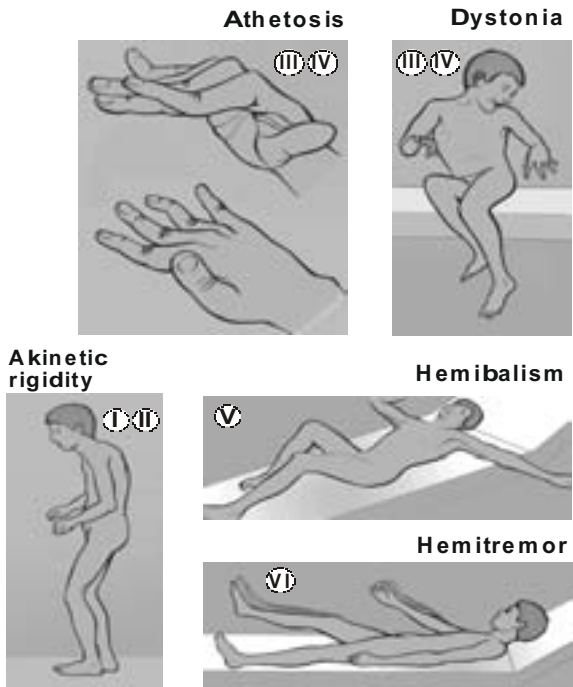 Athetosis
III IV
Dystonia
III IV
Akinetic
rigidity
I II
Hemibalism
V
Hemitremor
VI